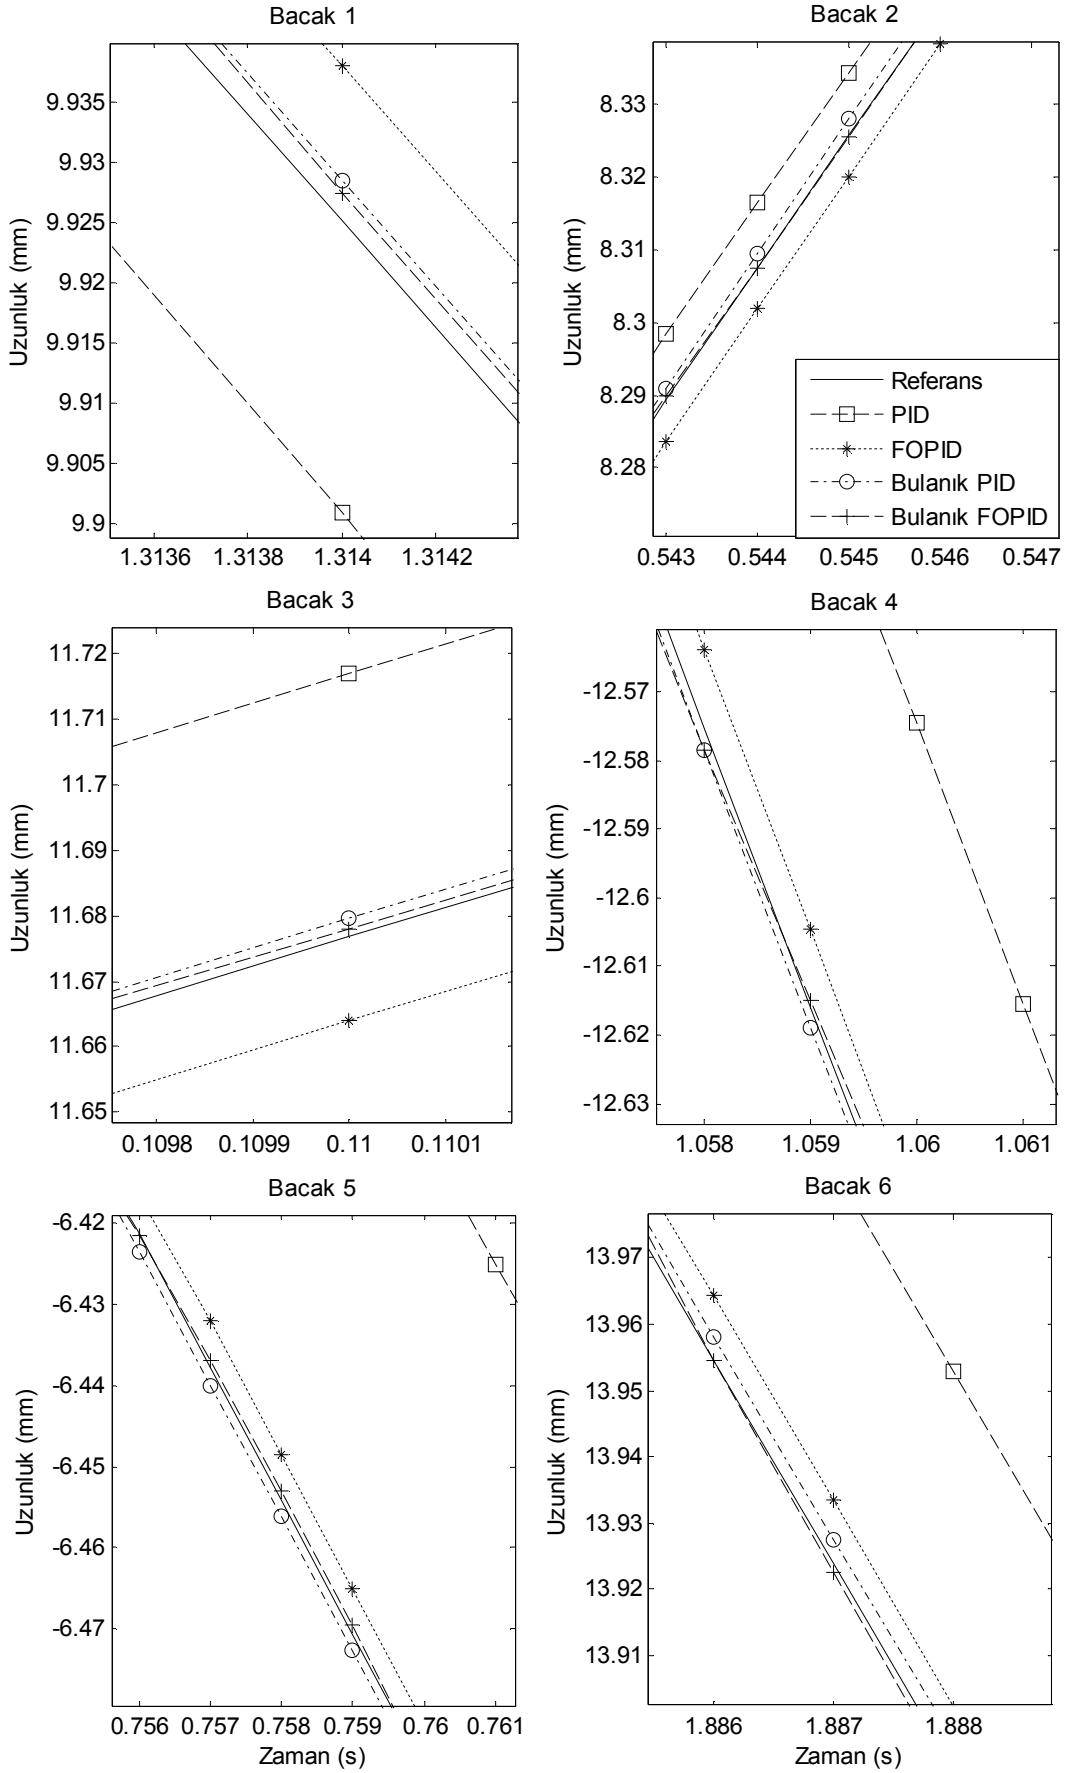 Bacak 1
Uzunluk (mm)
9.935
9.93
9.925
9.92
9.915
9.91
9.905
9.9
1.3136 1.3138 1.314 1.3142
Bacak 2
Uzunluk (mm)
8.33
8.32
8.31
8.3
8.29
8.28
0.543 0.544 0.545 0.546 0.547
Referans
PID
FOPID
Bulanık PID
Bulanık FOPID
Bacak 3
Uzunluk (mm)
11.72
11.71
11.7
11.69
11.68
11.67
11.66
11.65
0.1098 0.1099 0.11 0.1101
Bacak 4
Uzunluk (mm)
-12.57
-12.58
-12.59
-12.6
-12.61
-12.62
-12.63
1.058 1.059 1.06 1.061
Bacak 5
Uzunluk (mm)
-6.42
-6.43
-6.44
-6.45
-6.46
-6.47
0.756 0.757 0.758 0.759 0.76 0.761
Zaman (s)
Bacak 6
Uzunluk (mm)
13.97
13.96
13.95
13.94
13.93
13.92
13.91
1.886 1.887 1.888
Zaman (s)